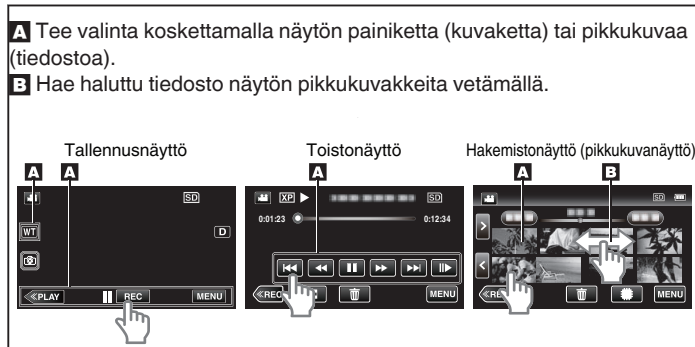 A Tee valinta koskettamalla näytön painiketta (kuvaketta) tai pikkukuvaa
(tiedostoa).
B Hae haluttu tiedosto näytön pikkukuvakkeita vetämällä.
Tallennusnäyttö Toistonäyttö Hakemistonäyttö (pikkukuvanäyttö)
A A A A B
SD XP SD SD
0:01:23 0:12:34
WT D
≪PLAY REC MENU ≪REC MENU ≪RE MENU